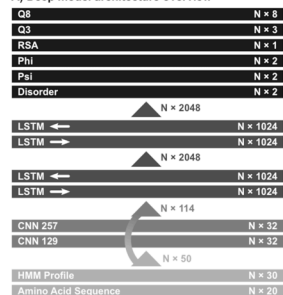 A) Deep model architecture overview
Q8 N × 8
Q3 N × 3
RSA N × 1
Phi N × 2
Psi N × 2
Disorder N × 2
N × 2048
LSTM ← N × 1024
LSTM → N × 1024
N × 2048
LSTM ← N × 1024
LSTM → N × 1024
N × 114
CNN 257 N × 32
CNN 129 N × 32
N × 50
HMM Profile N × 30
Amino Acid Sequence N × 20